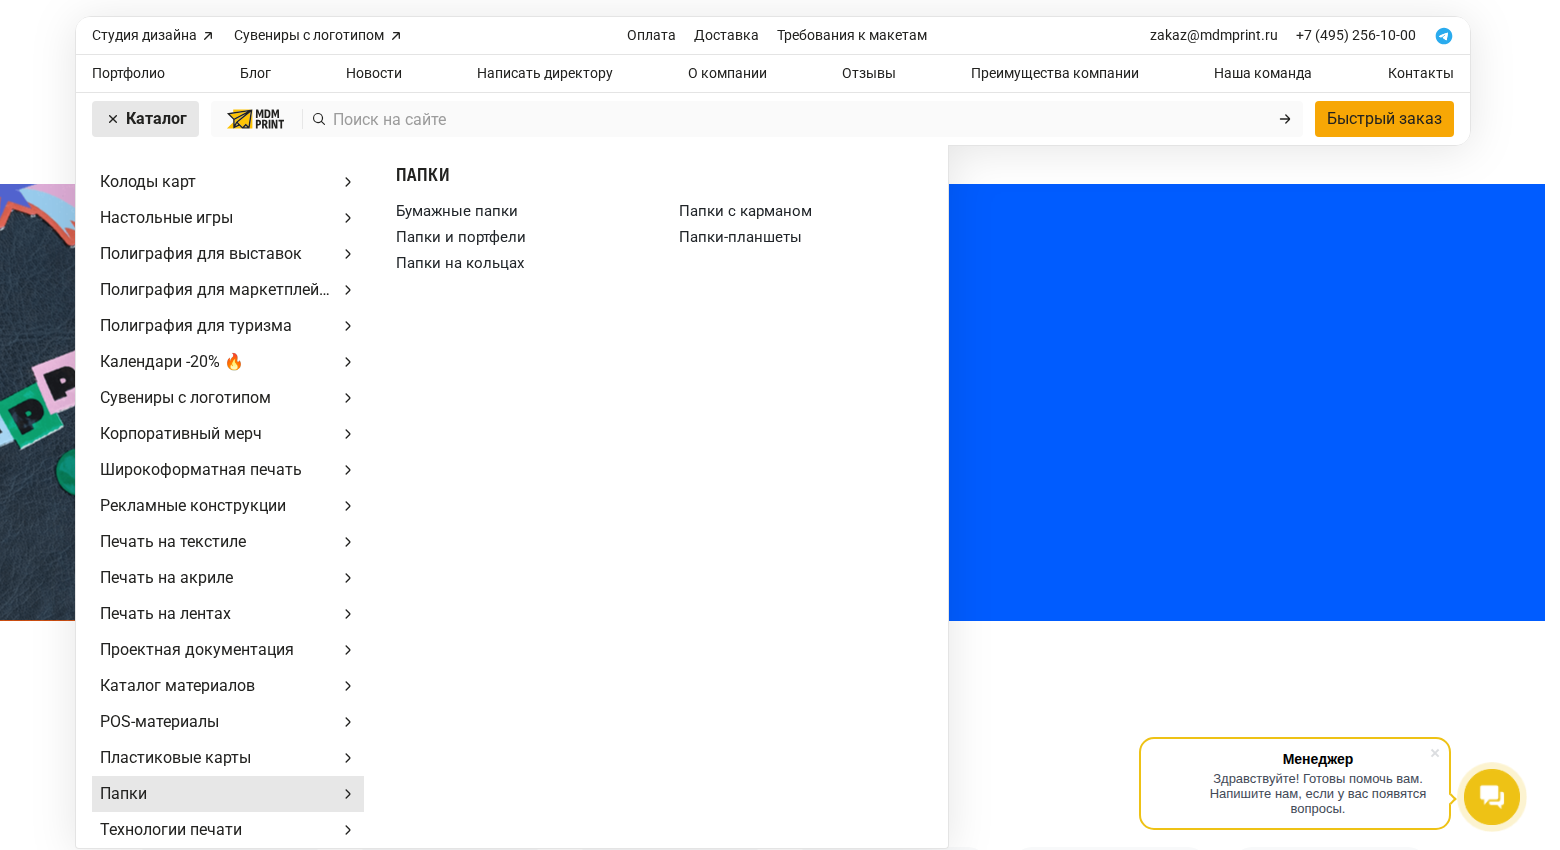 Студия дизайна
Сувениры с логотипом
Оплата
Доставка
Требования к макетам
zakaz@mdmprint.ru
+7 (495) 256-10-00
Портфолио
Блог
Новости
Написать директору
О компании
Отзывы
Преимущества компании
Наша команда
Контакты
Каталог
MDM
PRINT
Поиск на сайте
Быстрый заказ
Колоды карт
Настольные игры
Полиграфия для выставок
Полиграфия для маркетплей...
Полиграфия для туризма
Календари -20% 🔥
Сувениры с логотипом
Корпоративный мерч
Широкоформатная печать
Рекламные конструкции
Печать на текстиле
Печать на акриле
Печать на лентах
Проектная документация
Каталог материалов
POS-материалы
Пластиковые карты
Папки
Технологии печати
ПАПКИ
Бумажные папки
Папки и портфели
Папки на кольцах
Папки с карманом
Папки-планшеты
P
P
Менеджер
Здравствуйте! Готовы помочь вам.
Напишите нам, если у вас появятся
вопросы.